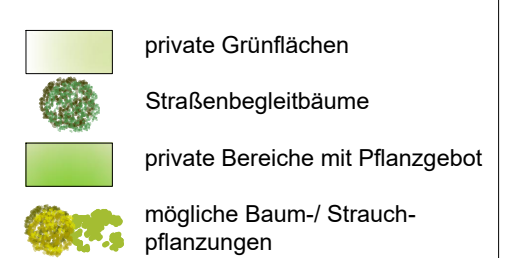 private Grünflächen
Straßenbegleitbäume
private Bereiche mit Pflanzgebot
mögliche Baum-/ Strauch-
pflanzungen